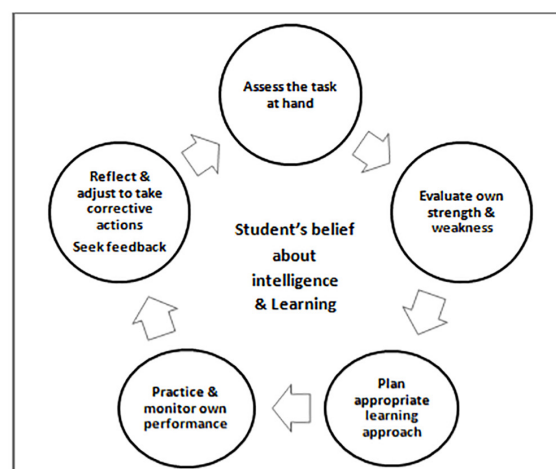 Assess the task
at hand
Evaluate own
strength &
weakness
Plan
appropriate
learning
approach
Practice &
monitor own
performance
Reflect &
adjust to take
corrective
actions
Seek feedback
Student's belief
about
intelligence
& Learning